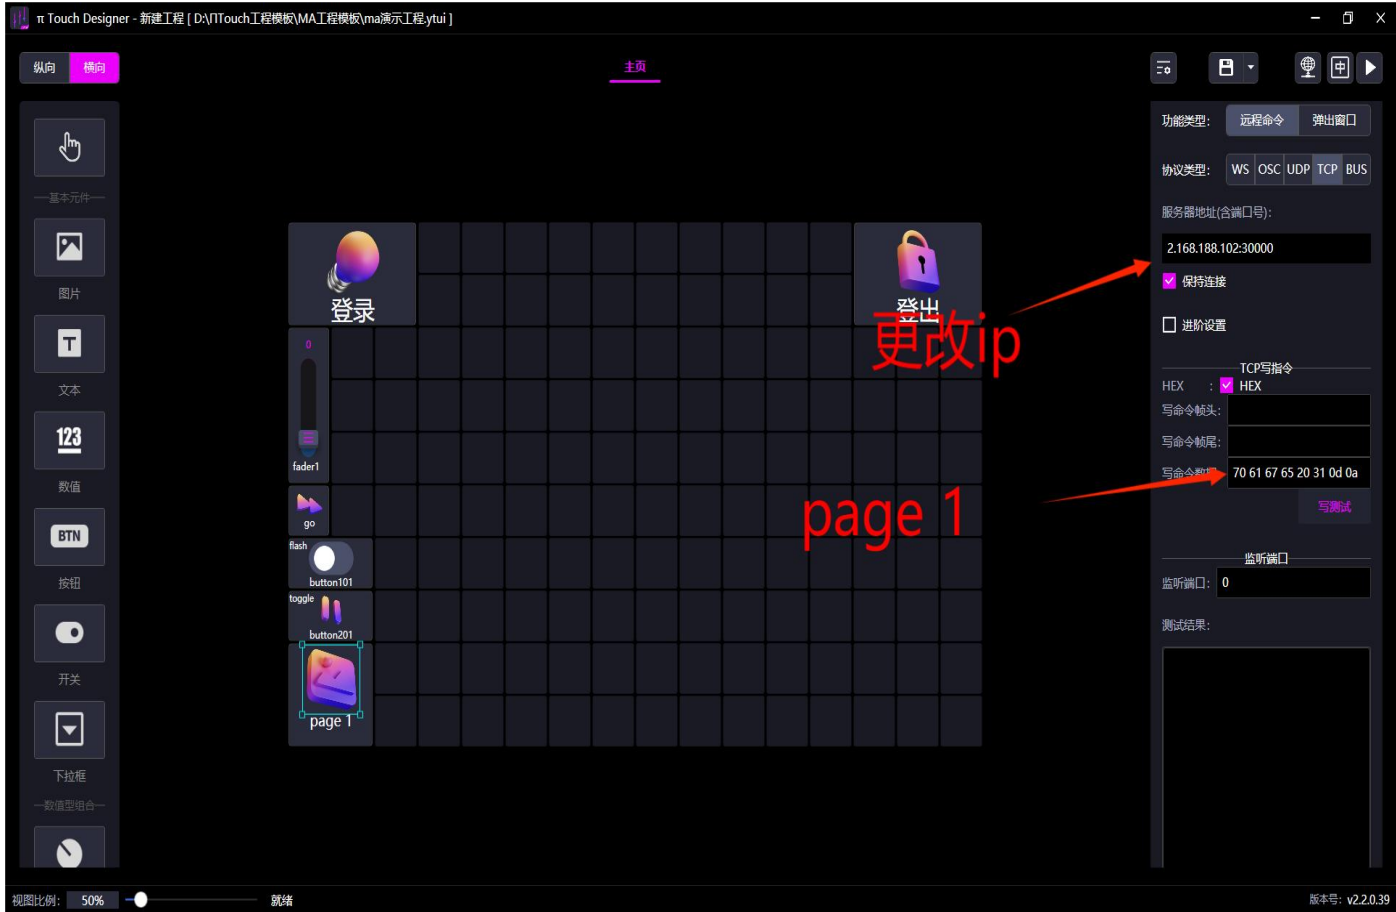 π Touch Designer - 新建工程 [ D:\ΠTouch工程模板\MA工程模板\ma演示工程.ytui ]
纵向 横向
主页
中
功能类型: 远程命令 弹出窗口
协议类型: WS OSC UDP TCP BUS
服务器地址(含端口号):
2.168.188.102:30000
保持连接
进阶设置
TCP写指令
HEX : HEX
写命令帧头:
写命令帧尾:
写命令数 70 61 67 65 20 31 0d 0a
写测试
监听端口
监听端口: 0
测试结果:
基本元件
图片
T
文本
123
数值
BTN
按钮
开关
下拉框
数值型组合
登录
登出
更改ip
0
fader1
go
page 1
flash
button101
toggle
button201
page 1
视图比例: 50% 就绪
版本号: v2.2.0.39